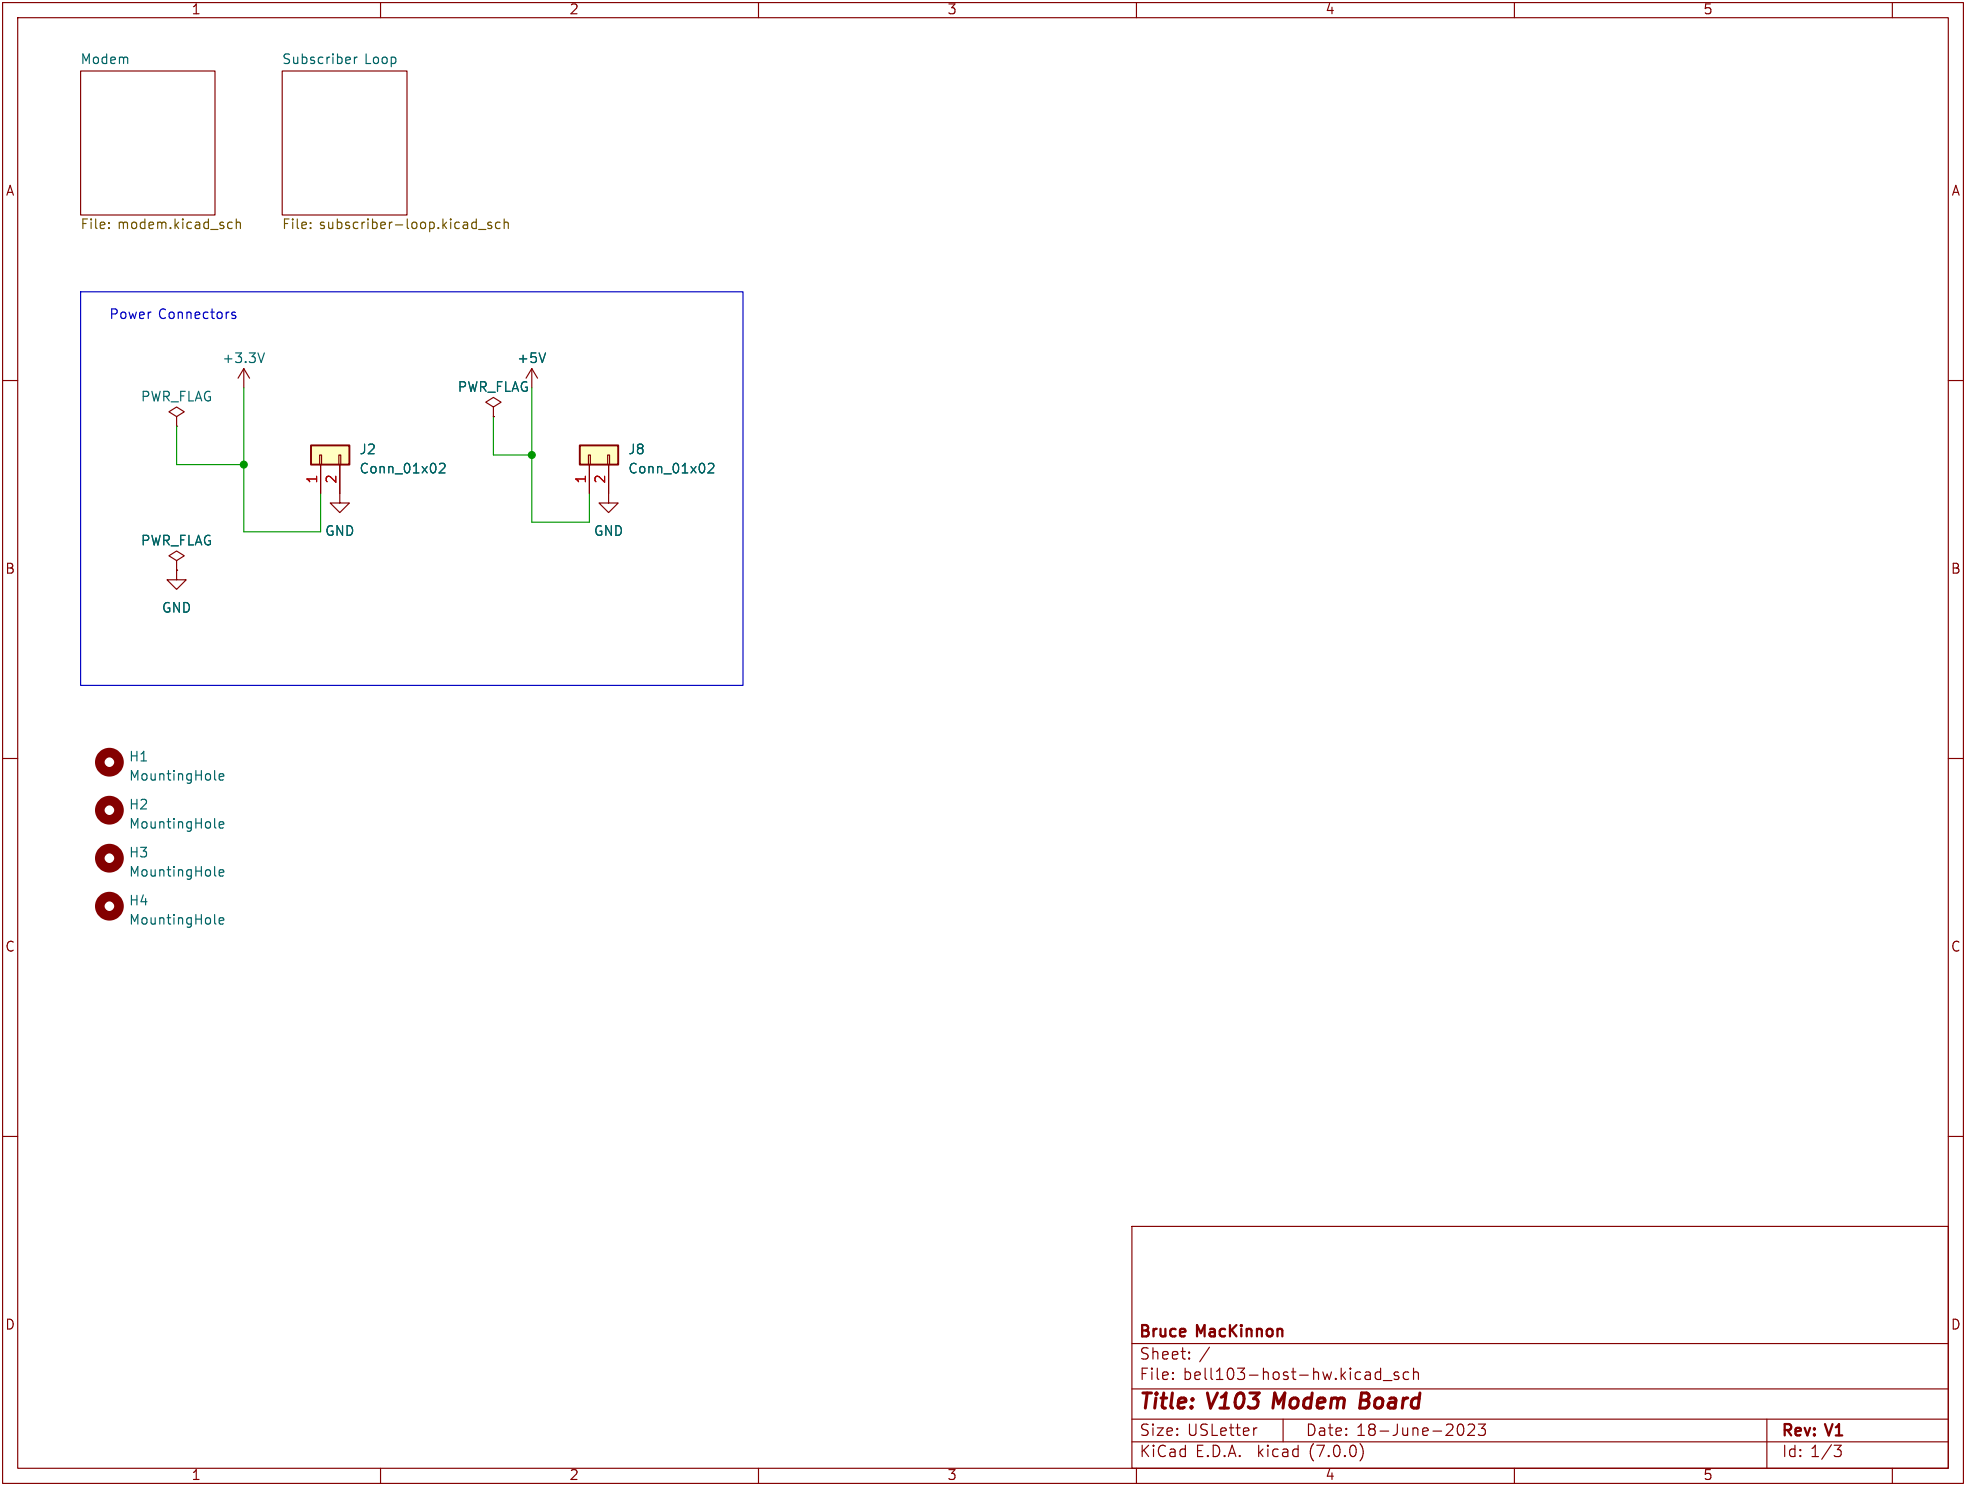 1 2 3 4 5
Modem
Subscriber Loop
A
A
File: modem.kicad_sch
File: subscriber-loop.kicad_sch
Power Connectors
+3.3V
+5V
PWR_FLAG
PWR_FLAG
J2
Conn_01x02
1
2
GND
J8
Conn_01x02
1
2
GND
PWR_FLAG
GND
B
B
H1
MountingHole
H2
MountingHole
H3
MountingHole
H4
MountingHole
C
C
D
D
Bruce MacKinnon
Sheet: /
File: bell103-host-hw.kicad_sch
Title: V103 Modem Board
Size: USLetter
Date: 18-June-2023
Rev: V1
KiCad E.D.A. kicad (7.0.0)
Id: 1/3
1 2 3 4 5